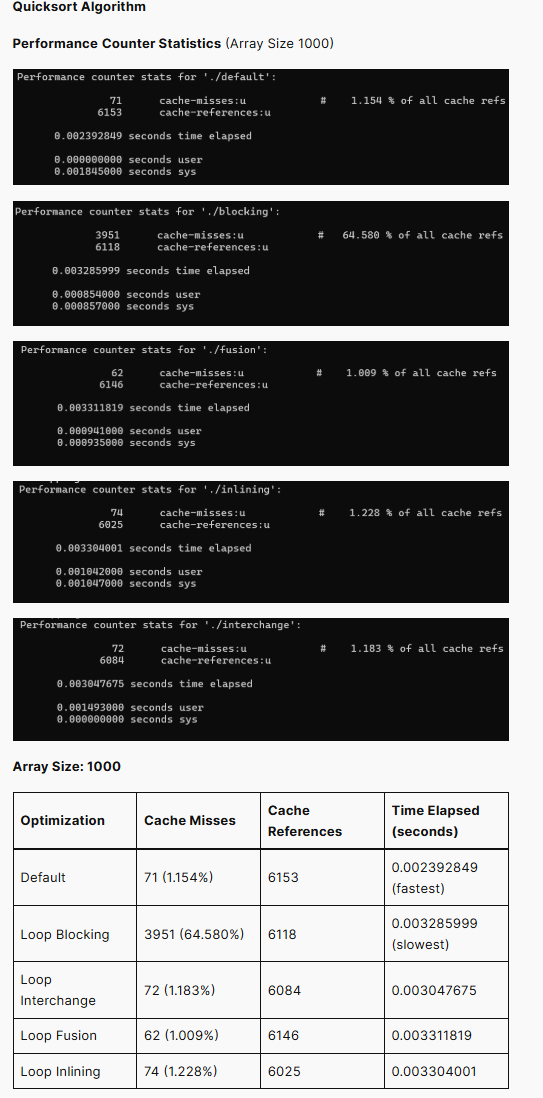 Quicksort Algorithm
Performance Counter Statistics (Array Size 1000)
Performance counter stats for './default':
71 cache-misses:u # 1.154 % of all cache refs
6153 cache-references:u
0.002392849 seconds time elapsed
0.000000000 seconds user
0.001845000 seconds sys
Performance counter stats for './blocking':
3951 cache-misses:u # 64.580 % of all cache refs
6118 cache-references:u
0.003285999 seconds time elapsed
0.000854000 seconds user
0.000857000 seconds sys
Performance counter stats for './fusion':
62 cache-misses:u # 1.009 % of all cache refs
6146 cache-references:u
0.003311819 seconds time elapsed
0.000941000 seconds user
0.000935000 seconds sys
Performance counter stats for './inlining':
74 cache-misses:u # 1.228 % of all cache refs
6025 cache-references:u
0.003304001 seconds time elapsed
0.001042000 seconds user
0.001047000 seconds sys
Performance counter stats for './interchange':
72 cache-misses:u # 1.183 % of all cache refs
6084 cache-references:u
0.003047675 seconds time elapsed
0.001493000 seconds user
0.000000000 seconds sys
Array Size: 1000
Optimization
Cache Misses
Cache
References
Time Elapsed
(seconds)
Default
71 (1.154%)
6153
0.002392849
(fastest)
Loop Blocking
3951 (64.580%)
6118
0.003285999
(slowest)
Loop
Interchange
72 (1.183%)
6084
0.003047675
Loop Fusion
62 (1.009%)
6146
0.003311819
Loop Inlining
74 (1.228%)
6025
0.003304001